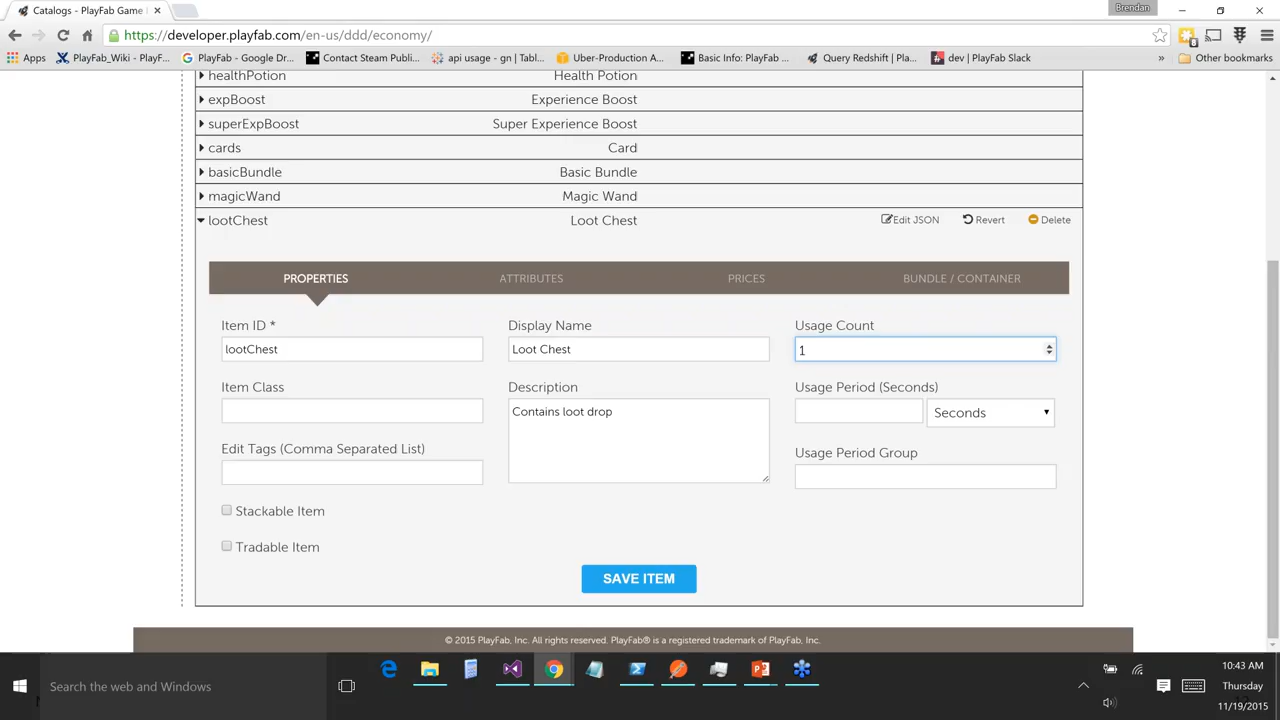 Catalogs - PlayFab Game
Brendan
https://developer.playfab.com/en-us/ddd/economy/
Apps PlayFab_Wiki - PlayF... PlayFab - Google Dr... Contact Steam Publi... api usage - gn | Tabl... Uber-Production A... Basic Info: PlayFab ... Query Redshift | Pla... dev | PlayFab Slack » Other bookmarks
healthPotion Health Potion
expBoost Experience Boost
superExpBoost Super Experience Boost
cards Card
basicBundle Basic Bundle
magicWand Magic Wand
lootChest Loot Chest Edit JSON Revert Delete
PROPERTIES ATTRIBUTES PRICES BUNDLE / CONTAINER
Item ID * Display Name Usage Count
lootChest Loot Chest 1
Item Class Description Usage Period (Seconds)
Contains loot drop Seconds
Edit Tags (Comma Separated List) Usage Period Group
Stackable Item
Tradable Item
SAVE ITEM
© 2015 PlayFab, Inc. All rights reserved. PlayFab® is a registered trademark of PlayFab, Inc.
Search the web and Windows
10:43 AM
Thursday
11/19/2015